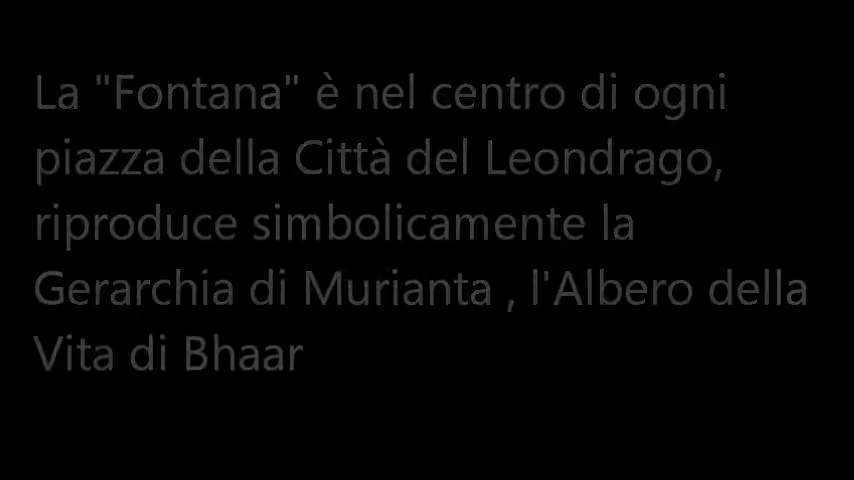 La "Fontana" è nel centro di ogni
piazza della Città del Leondrago,
riproduce simbolicamente la
Gerarchia di Murianta , l'Albero della
Vita di Bhaar